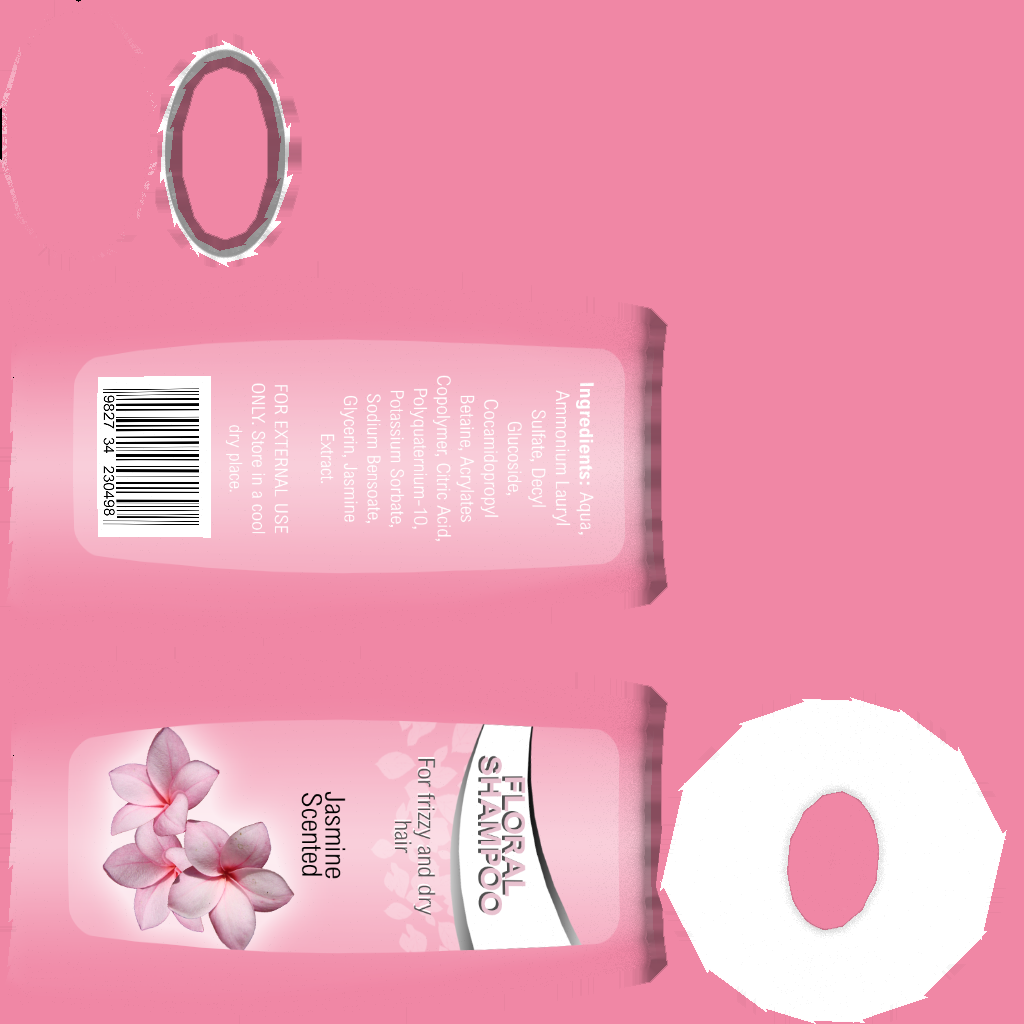 Ingredients: Aqua,
Ammonium Lauryl
Sulfate, Decyl
Glucoside,
Cocamidopropyl
Betaine, Acrylates
Copolymer, Citric Acid,
Polyquaternium-10,
Potassium Sorbate,
Sodium Benzoate,
Glycerin, Jasmine
Extract.
FOR EXTERNAL USE
ONLY. Store in a cool
dry place.
9827 34 230498
FLORAL
SHAMPOO
For frizzy and dry
hair
Jasmine
Scented